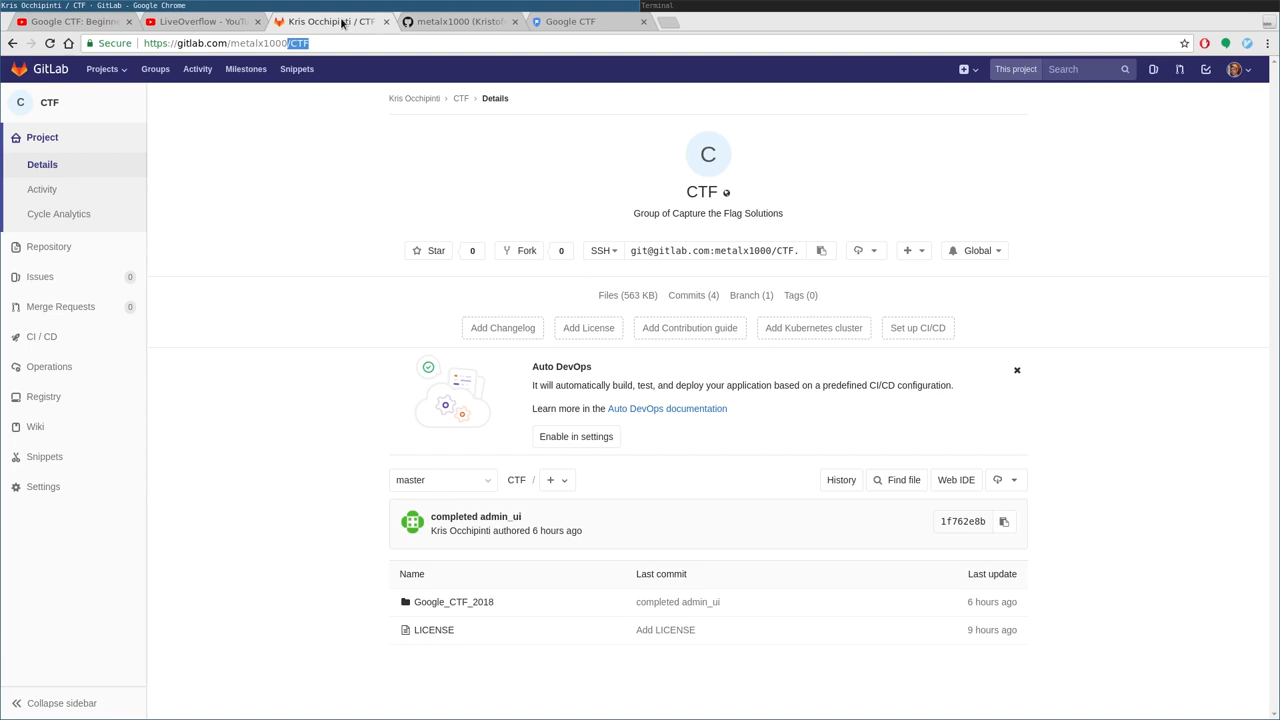 Kris Occhipinti / CTF · GitLab - Google Chrome
Terminal
Google CTF: Beginne
LiveOverflow - YouTu
Kris Occhipinti / CTF
metalx1000 (Kristof
Google CTF
Secure
https://gitlab.com/metalx1000/CTF
GitLab
Projects
Groups
Activity
Milestones
Snippets
This project
Search
C
CTF
Kris Occhipinti › CTF › Details
Project
Details
Activity
Cycle Analytics
Repository
Issues 0
Merge Requests 0
CI / CD
Operations
Registry
Wiki
Snippets
Settings
Collapse sidebar
C
CTF
Group of Capture the Flag Solutions
Star 0
Fork 0
SSH
git@gitlab.com:metalx1000/CTF.
Global
Files (563 KB)
Commits (4)
Branch (1)
Tags (0)
Add Changelog
Add License
Add Contribution guide
Add Kubernetes cluster
Set up CI/CD
Auto DevOps
It will automatically build, test, and deploy your application based on a predefined CI/CD configuration.
Learn more in the Auto DevOps documentation
Enable in settings
master
CTF /
History
Find file
Web IDE
completed admin_ui
Kris Occhipinti authored 6 hours ago
1f762e8b
Name Last commit Last update
Google_CTF_2018 completed admin_ui 6 hours ago
LICENSE Add LICENSE 9 hours ago